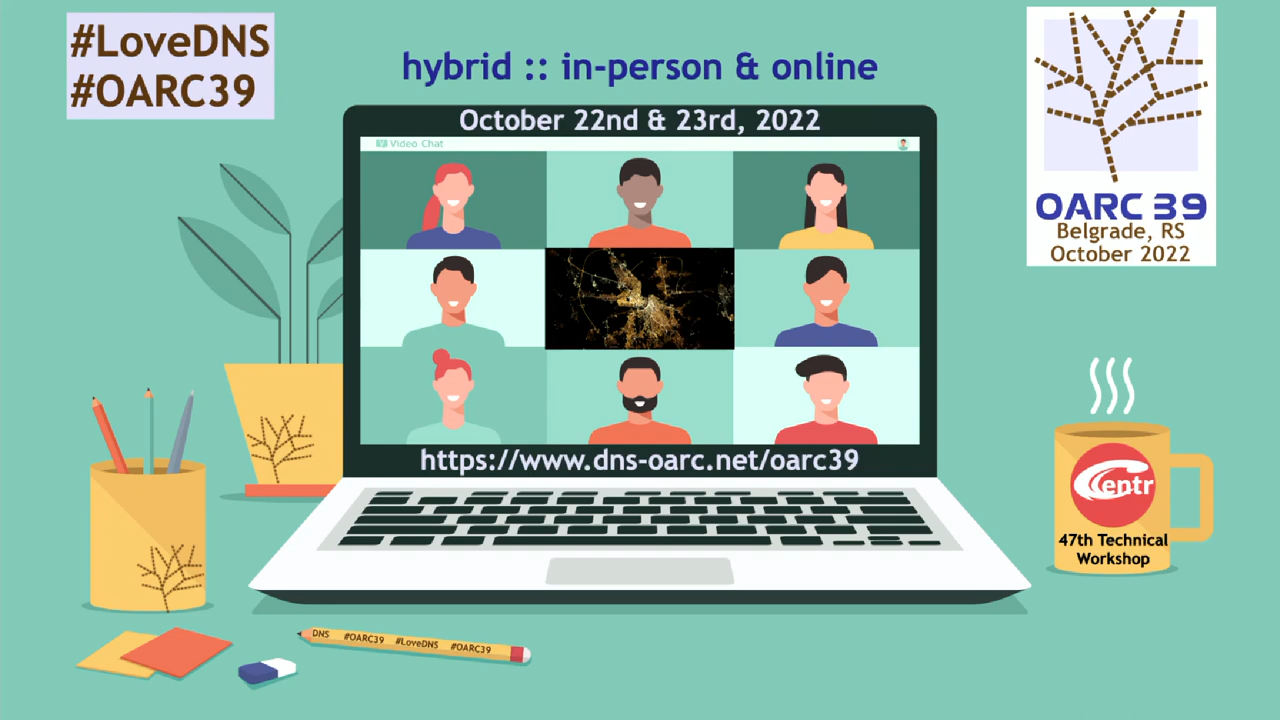 #LoveDNS
#OARC39
hybrid :: in-person & online
October 22nd & 23rd, 2022
V Video Chat
OARC 39
Belgrade, RS
October 2022
https://www.dns-oarc.net/oarc39
Centr
47th Technical
Workshop
DNS #OARC39 #LoveDNS #OARC39